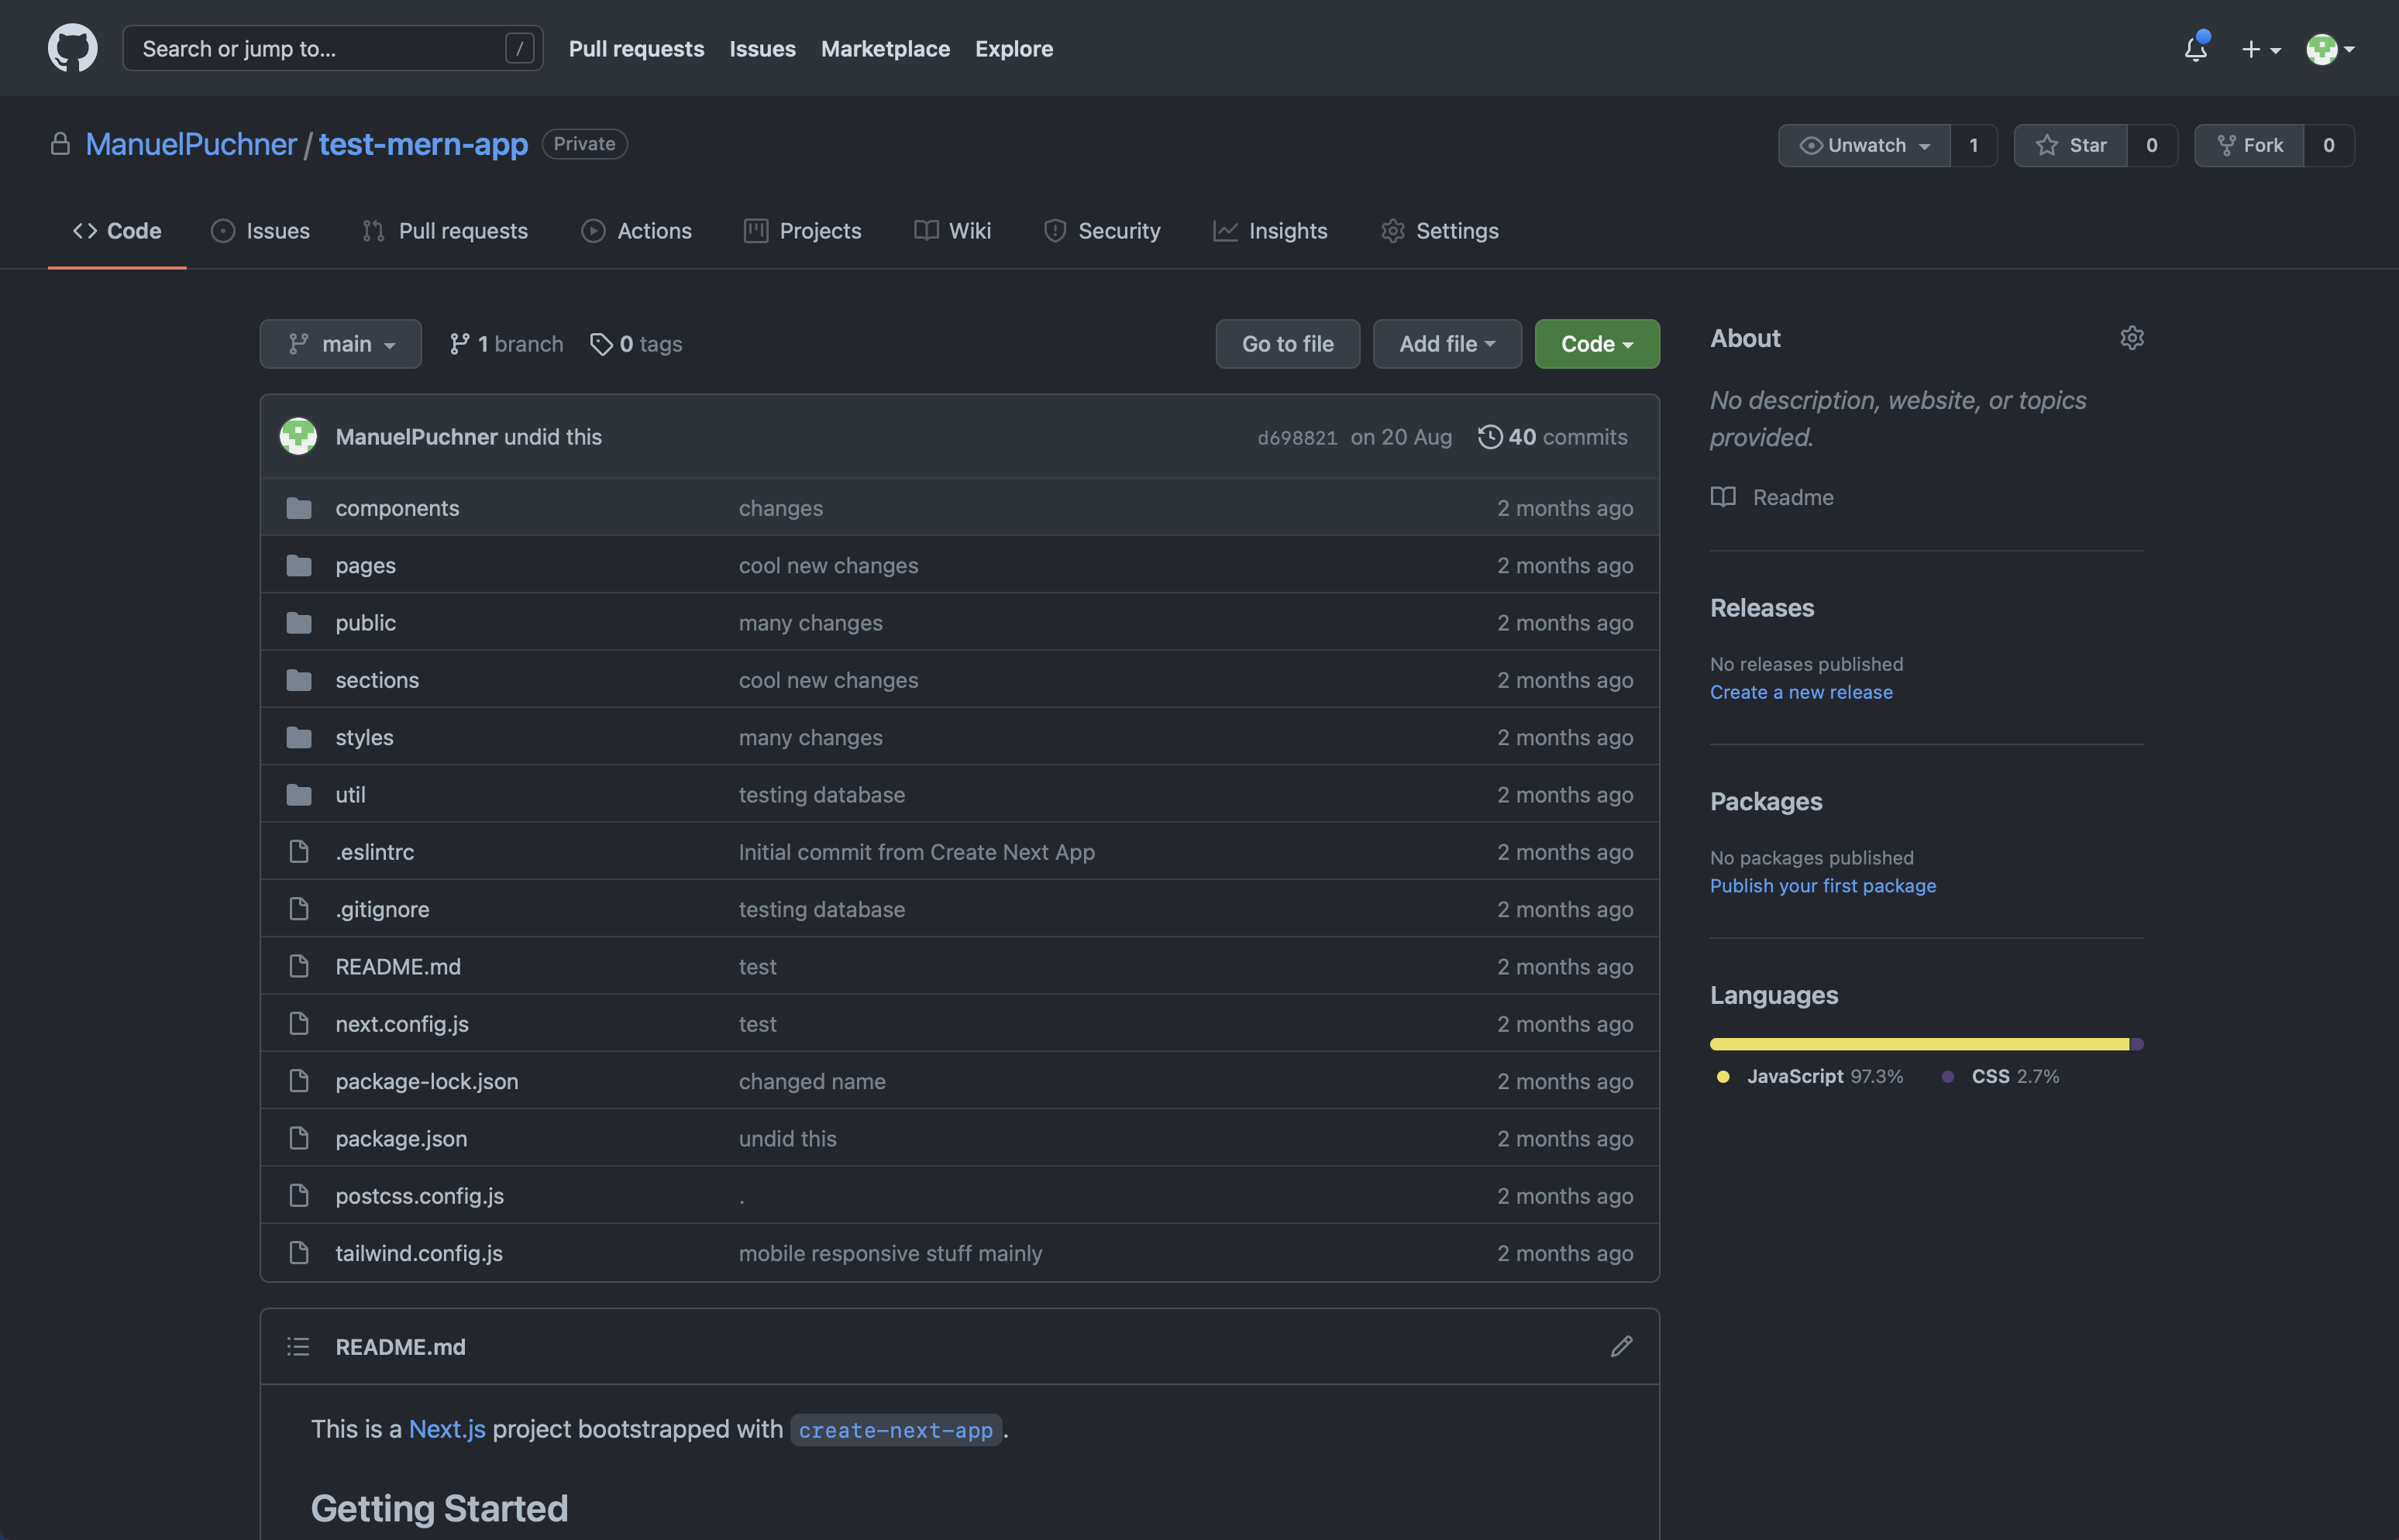 Search or jump to... /
Pull requests Issues Marketplace Explore
ManuelPuchner / test-mern-app Private
Unwatch 1 Star 0 Fork 0
Code Issues Pull requests Actions Projects Wiki Security Insights Settings
main 1 branch 0 tags Go to file Add file Code
ManuelPuchner undid this d698821 on 20 Aug 40 commits
components changes 2 months ago
pages cool new changes 2 months ago
public many changes 2 months ago
sections cool new changes 2 months ago
styles many changes 2 months ago
util testing database 2 months ago
.eslintrc Initial commit from Create Next App 2 months ago
.gitignore testing database 2 months ago
README.md test 2 months ago
next.config.js test 2 months ago
package-lock.json changed name 2 months ago
package.json undid this 2 months ago
postcss.config.js . 2 months ago
tailwind.config.js mobile responsive stuff mainly 2 months ago
README.md
This is a Next.js project bootstrapped with create-next-app.
Getting Started
About
No description, website, or topics
provided.
Readme
Releases
No releases published
Create a new release
Packages
No packages published
Publish your first package
Languages
JavaScript 97.3% CSS 2.7%